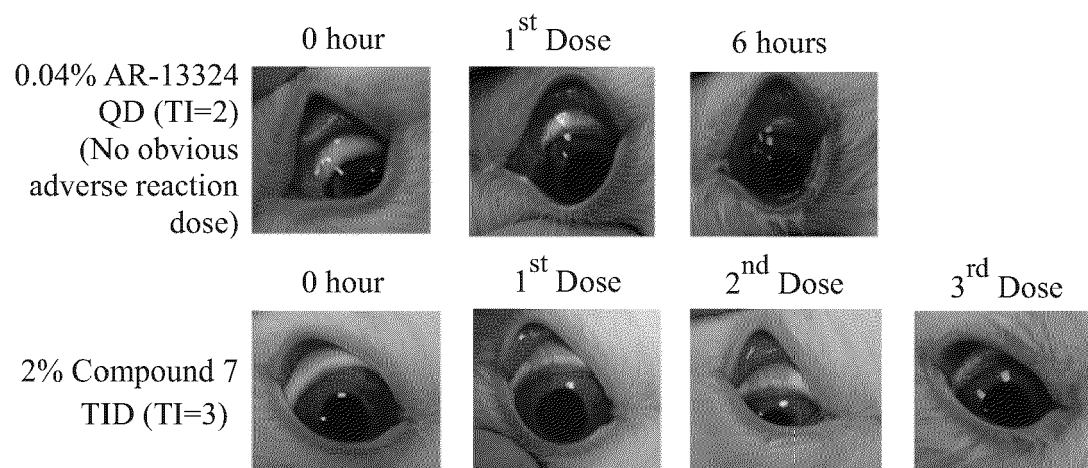 0 hour 1st Dose 6 hours
0.04% AR-13324
QD (TI=2)
(No obvious
adverse reaction
dose)
0 hour 1st Dose 2nd Dose 3rd Dose
2% Compound 7
TID (TI=3)